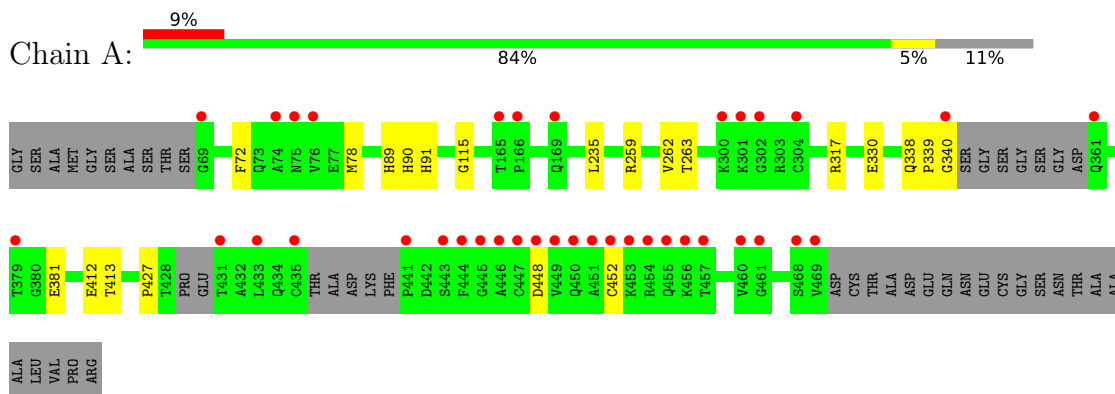 9%
Chain A:
84% 5% 11%
GLY SER ALA MET GLY SER ALA SER THR SER G69 F72 Q73 A74 N75 V76 E77 M78 H89 H90 H91 G115 T165 P166 Q169 L235 R259 V262 T263 K300 K301 G302 R303 C304 R317 E330 Q338 P339 G340 SER GLY SER GLY SER GLY ASP Q361
T379 G380 E381 E412 T413 P427 T428 PRO GLU T431 A432 L433 Q434 C435 THR ALA ASP LYS PHE P441 D442 S443 F444 G445 A446 C447 D448 V449 Q450 A451 C452 K453 R454 Q455 K456 T457 V460 G461 S468 V469 ASP CYS THR ALA ASP GLU GLN ASN GLU CYS GLY SER ASN THR ALA ALA
ALA LEU VAL PRO ARG